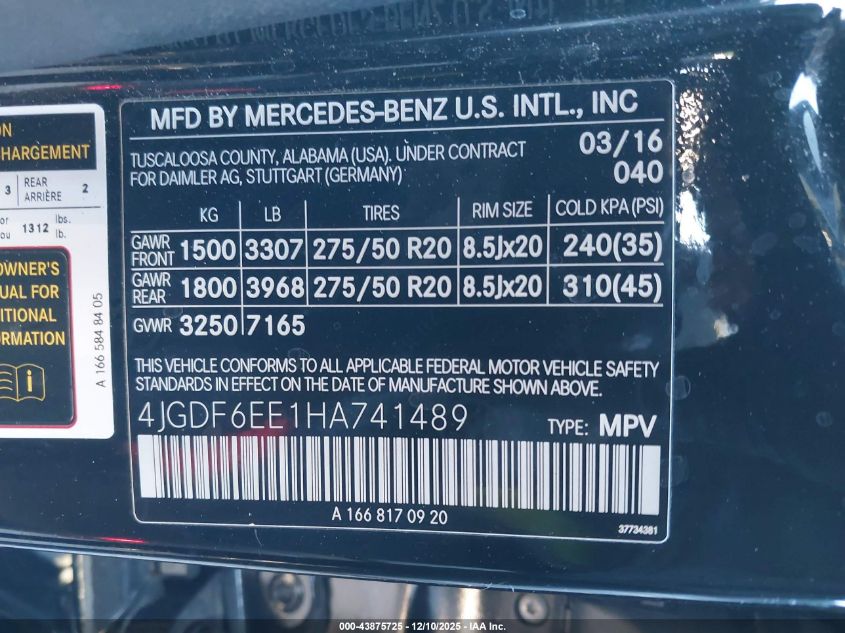 MFD BY MERCEDES-BENZ U.S. INTL., INC
TUSCALOOSA COUNTY, ALABAMA (USA). UNDER CONTRACT
FOR DAIMLER AG, STUTTGART (GERMANY)
03/16
040
KG LB TIRES RIM SIZE COLD KPA (PSI)
GAWR FRONT 1500 3307 275/50 R20 8.5Jx20 240(35)
GAWR REAR 1800 3968 275/50 R20 8.5Jx20 310(45)
GVWR 3250 7165
THIS VEHICLE CONFORMS TO ALL APPLICABLE FEDERAL MOTOR VEHICLE SAFETY
STANDARDS IN EFFECT ON THE DATE OF MANUFACTURE SHOWN ABOVE.
4JGDF6EE1HA741489 TYPE: MPV
A 166 817 09 20
37734381
ON
CHARGEMENT
3 REAR ARRIÈRE 2
or ou 1312 lbs. lb.
OWNER'S
UAL FOR
ITIONAL
ORMATION
i
A 166 584 84 05
000-43875725 - 12/10/2025 - IAA Inc.